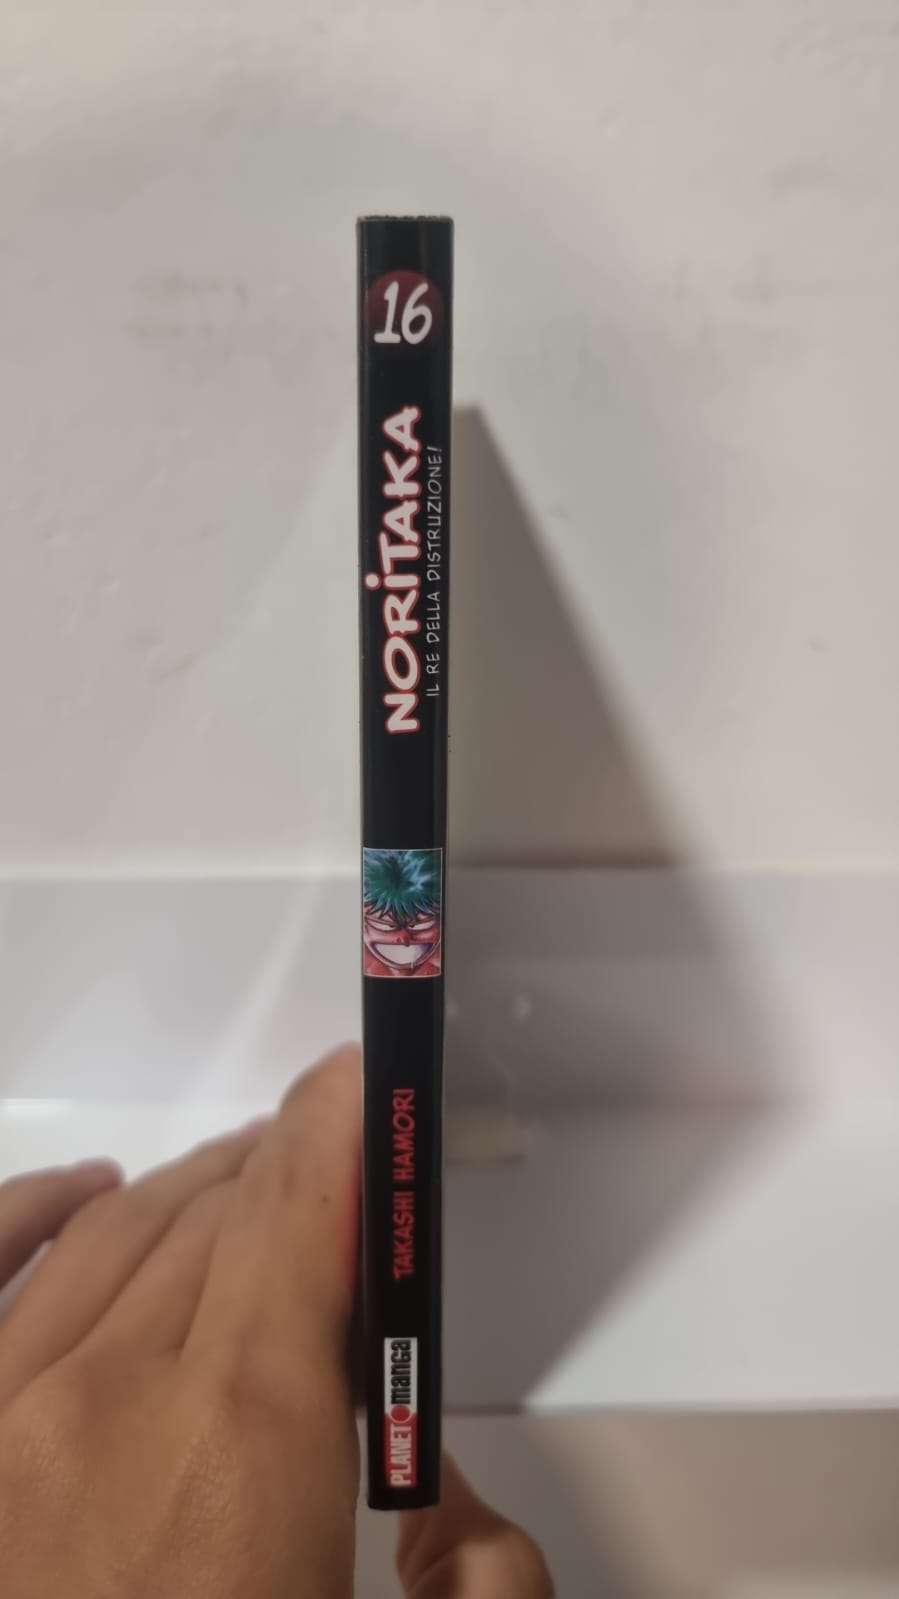 16
NORiTAKA
IL RE DELLA DISTRUZIONE!
TAKASHI HAMORI
PLANET manga